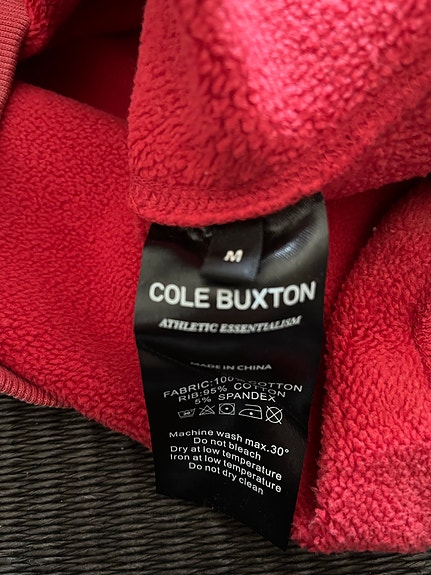 M
COLE BUXTON
ATHLETIC ESSENTIALISM
MADE IN CHINA
FABRIC:100% COTTON
RIB:95% COTTON
5% SPANDEX
Machine wash max.30°
Do not bleach
Dry at low temperature
Iron at low temperature
Do not dry clean